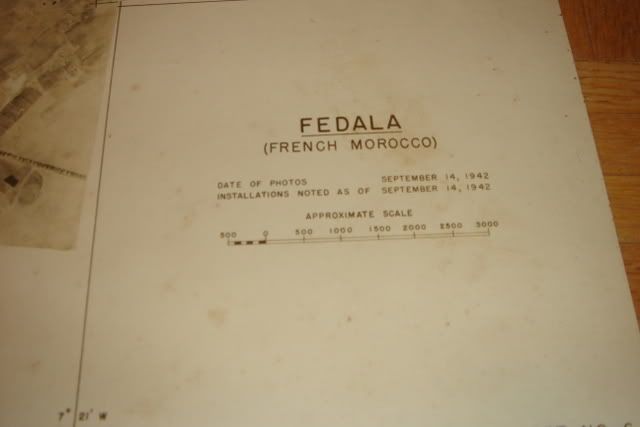 FEDALA
(FRENCH MOROCCO)
DATE OF PHOTOS SEPTEMBER 14, 1942
INSTALLATIONS NOTED AS OF SEPTEMBER 14, 1942
APPROXIMATE SCALE
500 0 500 1000 1500 2000 2500 3000
7° 21' W